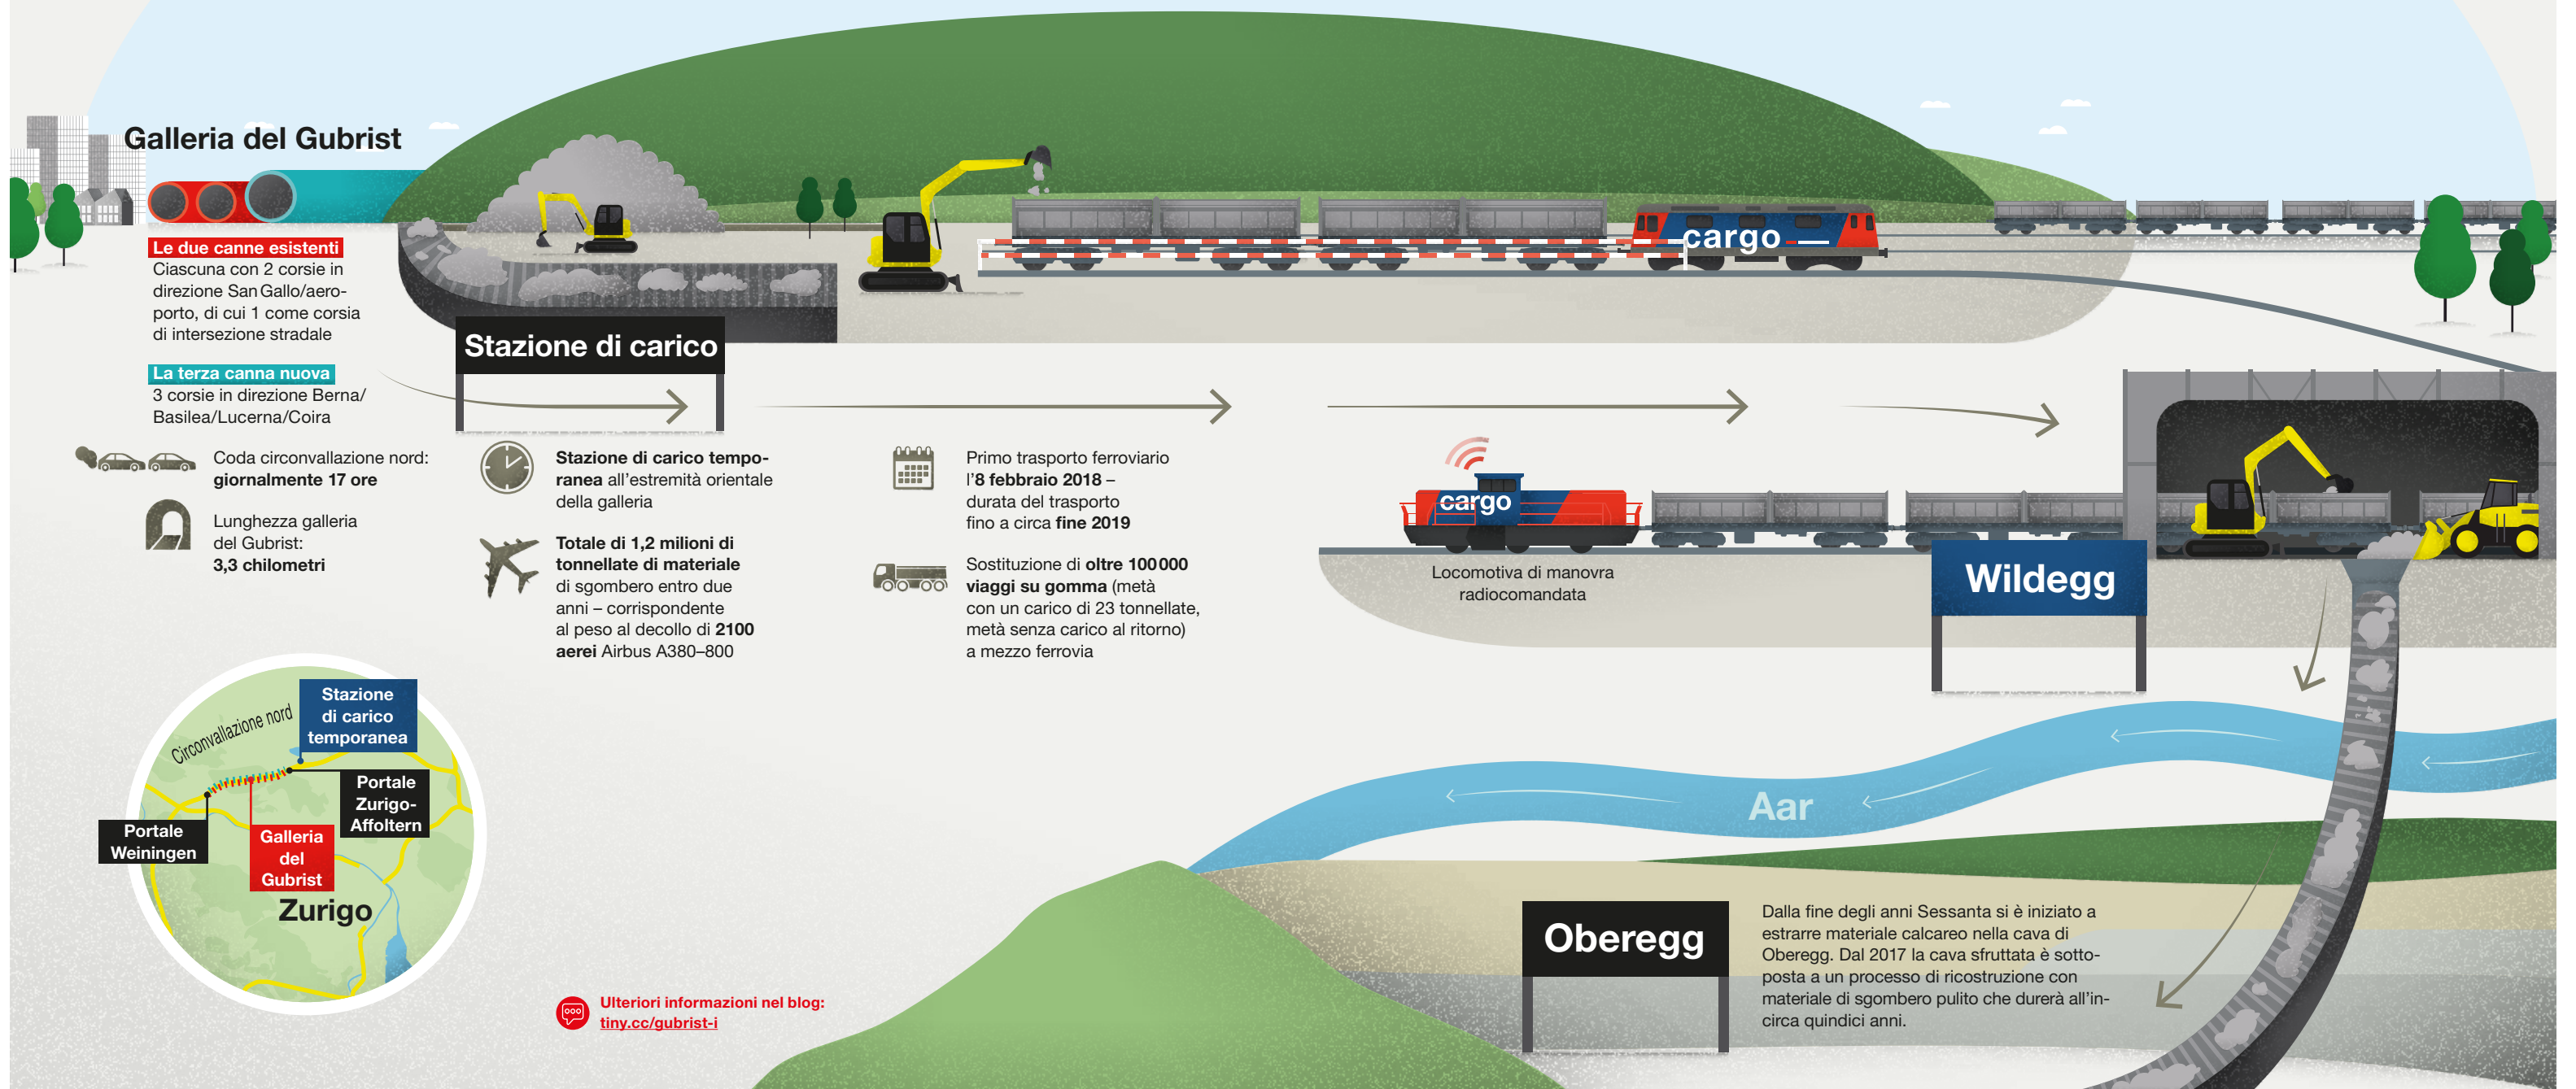 Galleria del Gubrist
Le due canne esistenti
Ciascuna con 2 corsie in
direzione San Gallo/aero-
porto, di cui 1 come corsia
di intersezione stradale
La terza canna nuova
3 corsie in direzione Berna/
Basilea/Lucerna/Coira
Coda circonvallazione nord:
giornalmente 17 ore
Lunghezza galleria
del Gubrist:
3,3 chilometri
Stazione di carico
Stazione di carico tempo-
ranea all'estremità orientale
della galleria
Totale di 1,2 milioni di
tonnellate di materiale
di sgombero entro due
anni – corrispondente
al peso al decollo di 2100
aerei Airbus A380–800
Primo trasporto ferroviario
l'8 febbraio 2018 –
durata del trasporto
fino a circa fine 2019
Sostituzione di oltre 100 000
viaggi su gomma (metà
con un carico di 23 tonnellate,
metà senza carico al ritorno)
a mezzo ferrovia
cargo
cargo
Locomotiva di manovra
radiocomandata
Wildegg
Circonvallazione nord
Stazione
di carico
temporanea
Portale
Zurigo-
Affoltern
Portale
Weiningen
Galleria
del
Gubrist
Zurigo
Aar
Oberegg
Dalla fine degli anni Sessanta si è iniziato a
estrarre materiale calcareo nella cava di
Oberegg. Dal 2017 la cava sfruttata è sotto-
posta a un processo di ricostruzione con
materiale di sgombero pulito che durerà all'in-
circa quindici anni.
Ulteriori informazioni nel blog:
tiny.cc/gubrist-i